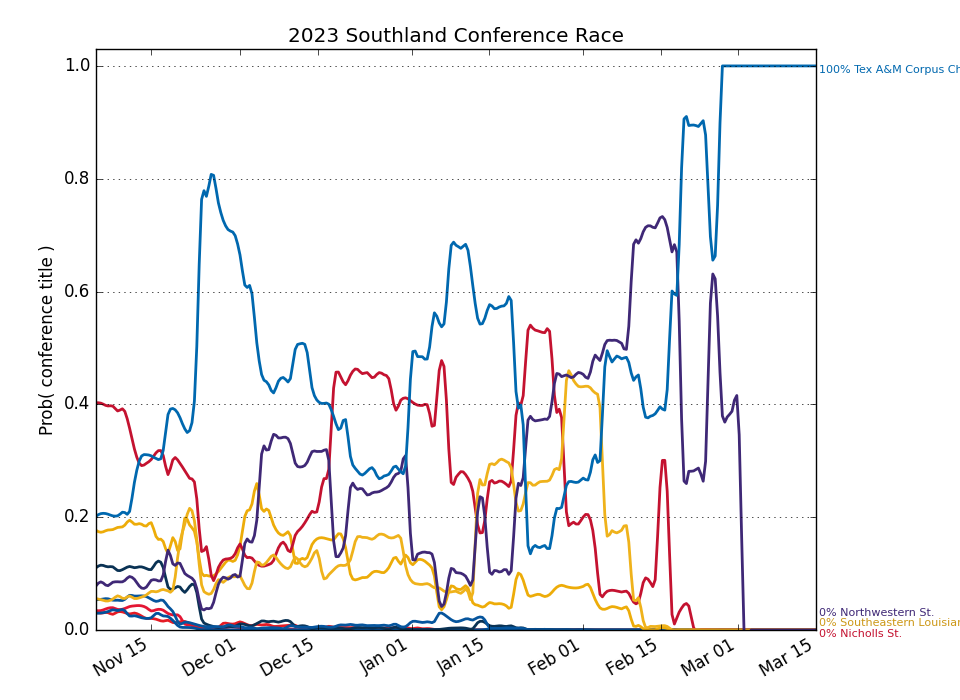 2023 Southland Conference Race
Prob( conference title )
1.0
0.8
0.6
0.4
0.2
0.0
100% Tex A&M Corpus Ch
0% Northwestern St.
0% Southeastern Louisian
0% Nicholls St.
Nov 15
Dec 01
Dec 15
Jan 01
Jan 15
Feb 01
Feb 15
Mar 01
Mar 15